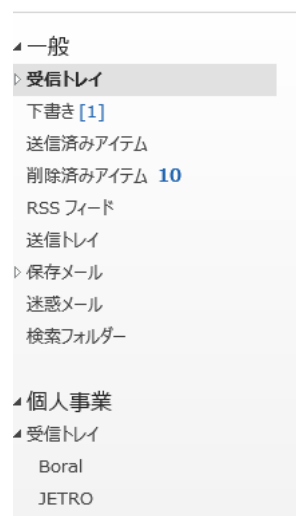 一般
受信トレイ
下書き [1]
送信済みアイテム
削除済みアイテム 10
RSS フィード
送信トレイ
保存メール
迷惑メール
検索フォルダー
個人事業
受信トレイ
Boral
JETRO